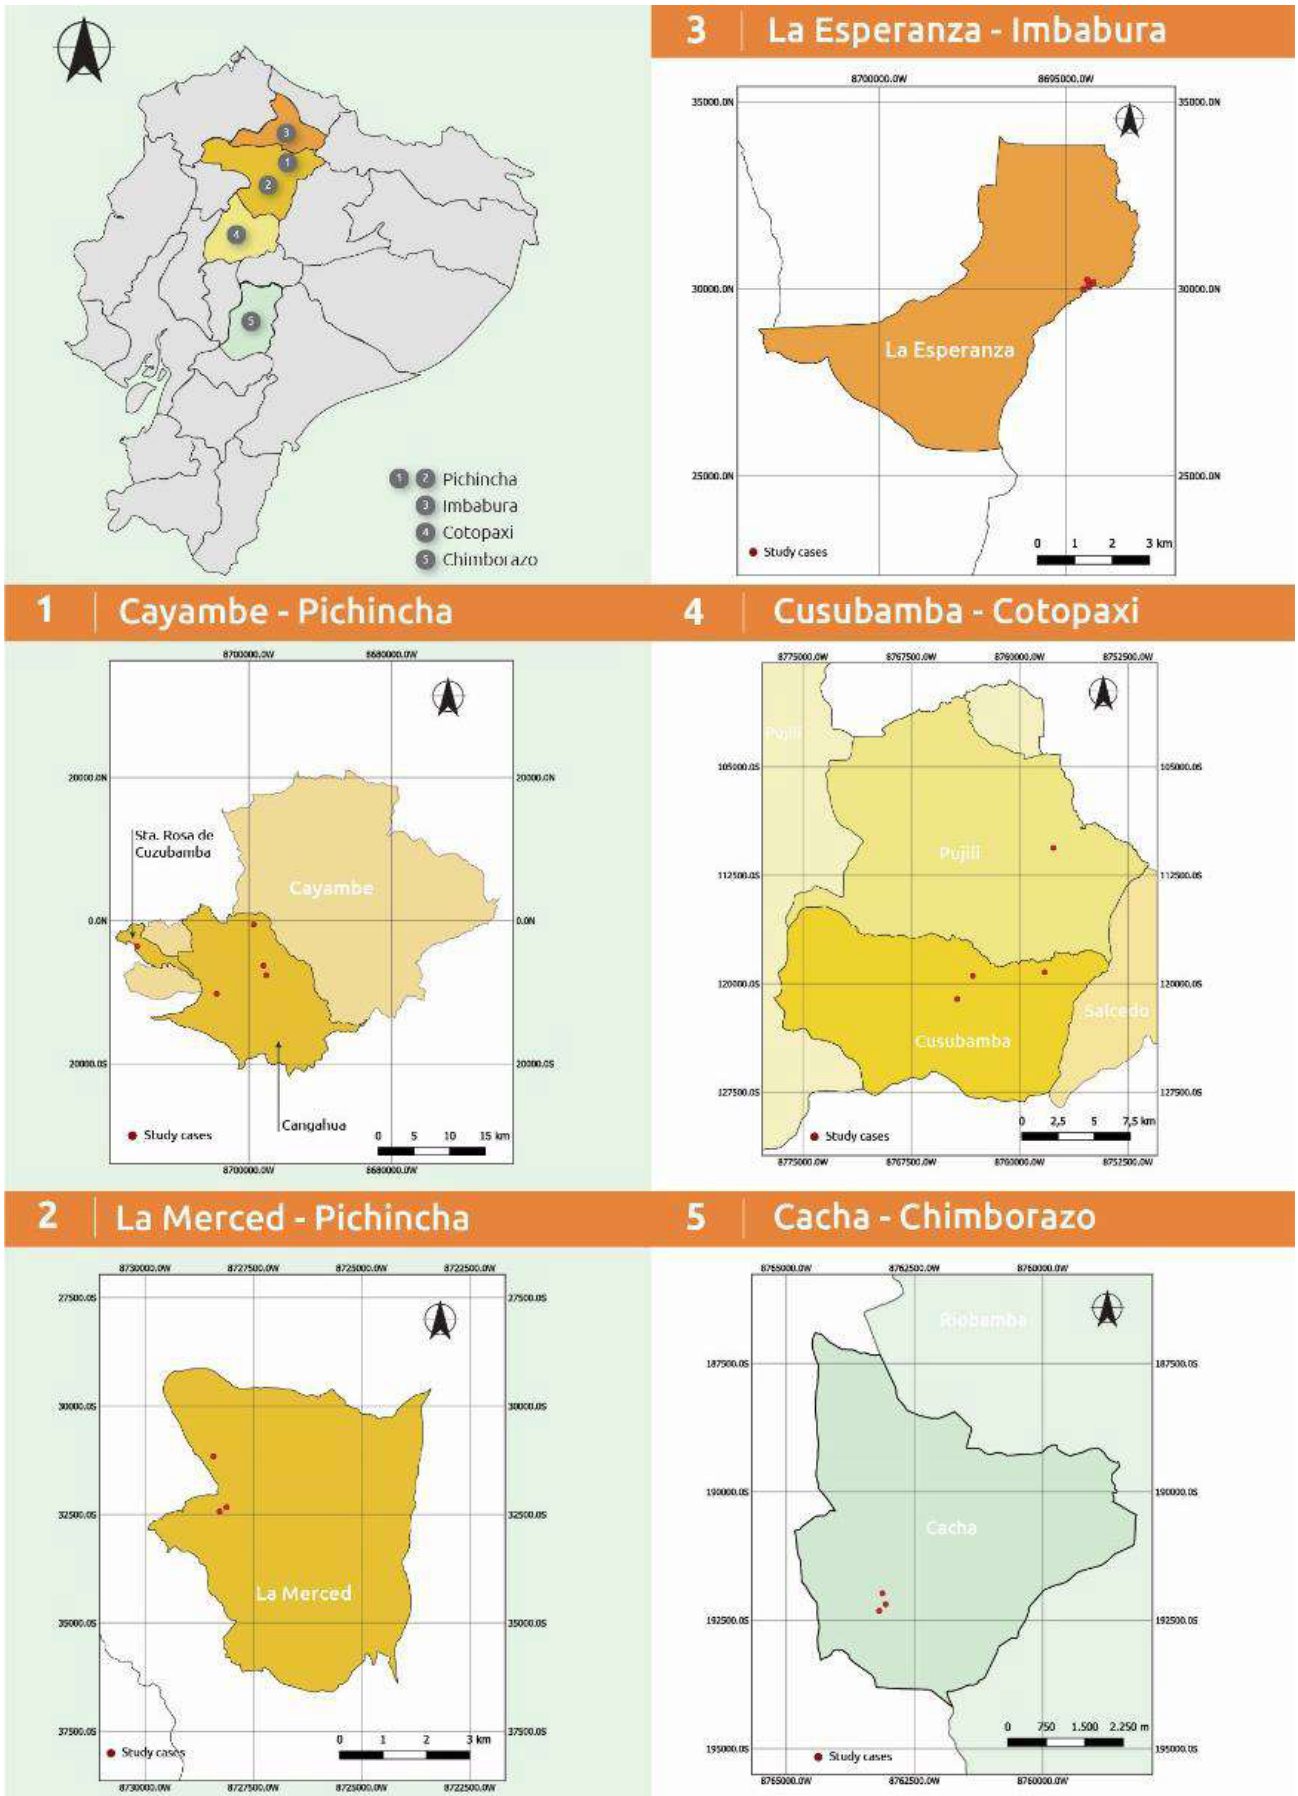 3
1
2
4
5
1 2 Pichincha
3 Imbabura
4 Cotopaxi
5 Chimborazo
3 La Esperanza - Imbabura
8700000.0W 8695000.0W
35000.0N 35000.0N
30000.0N 30000.0N
La Esperanza
25000.0N 25000.0N
Study cases
0 1 2 3 km
1 Cayambe - Pichincha
8700000.0W 8680000.0W
20000.0N 20000.0N
Sta. Rosa de
Cuzubamba
Cayambe
0.0N 0.0N
20000.0S 20000.0S
Cangahua
Study cases
0 5 10 15 km
8700000.0W 8680000.0W
4 Cusubamba - Cotopaxi
8775000.0W 8767500.0W 8760000.0W 8752500.0W
Pujilí
105000.0S 105000.0S
Pujilí
112500.0S 112500.0S
120000.0S 120000.0S
Salcedo
Cusubamba
127500.0S 127500.0S
0 2,5 5 7,5 km
Study cases
8775000.0W 8767500.0W 8760000.0W 8752500.0W
2 La Merced - Pichincha
8730000.0W 8727500.0W 8725000.0W 8722500.0W
27500.0S 27500.0S
30000.0S 30000.0S
32500.0S 32500.0S
La Merced
35000.0S 35000.0S
37500.0S 37500.0S
0 1 2 3 km
Study cases
8730000.0W 8727500.0W 8725000.0W 8722500.0W
5 Cacha - Chimborazo
8765000.0W 8762500.0W 8760000.0W
Riobamba
187500.0S 187500.0S
190000.0S 190000.0S
Cacha
192500.0S 192500.0S
0 750 1.500 2.250 m
195000.0S 195000.0S
Study cases
8765000.0W 8762500.0W 8760000.0W